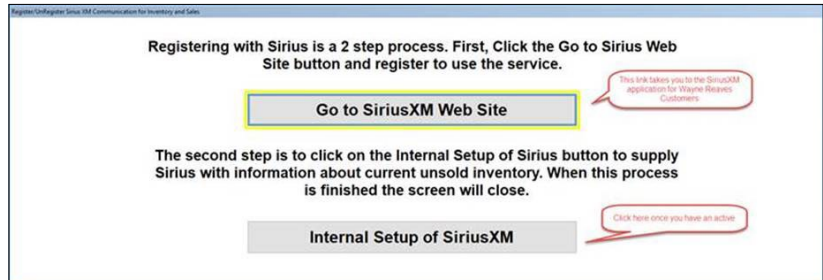 Register/UnRegister Sirius XM Communication for Inventory and Sales
Registering with Sirius is a 2 step process. First, Click the Go to Sirius Web
Site button and register to use the service.
This link takes you to the SiriusXM
application for Wayne Reaves
Customers
Go to SiriusXM Web Site
The second step is to click on the Internal Setup of Sirius button to supply
Sirius with information about current unsold inventory. When this process
is finished the screen will close.
Click here once you have an active
Internal Setup of SiriusXM